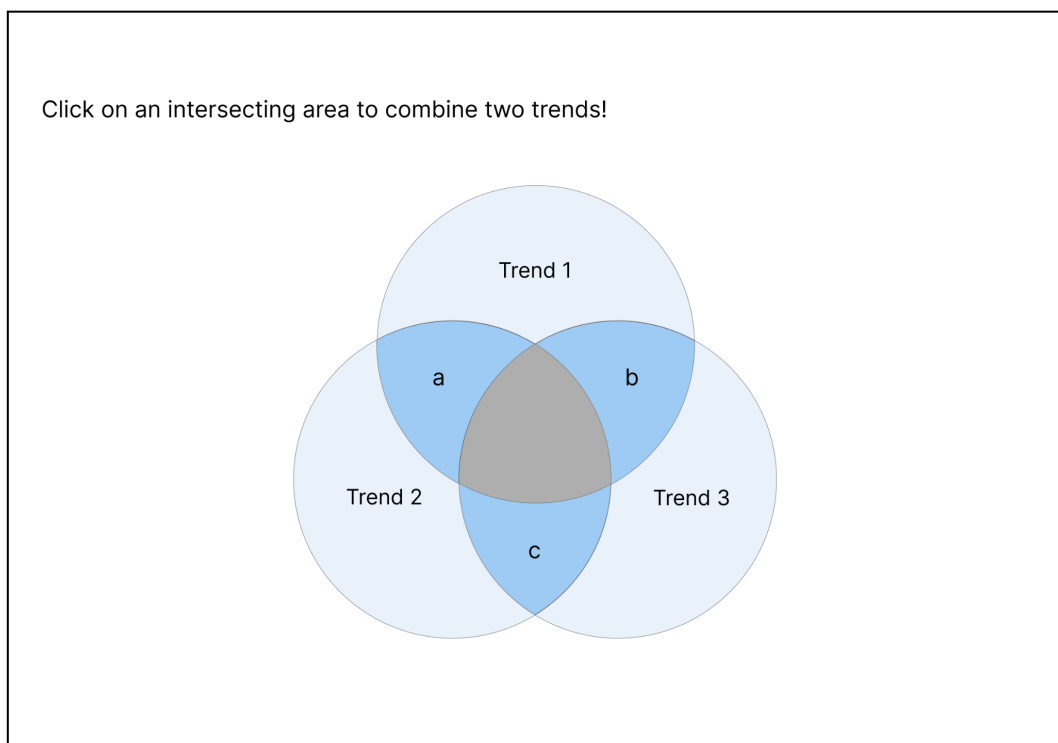 Click on an intersecting area to combine two trends!
Trend 1
a
b
Trend 2
Trend 3
c